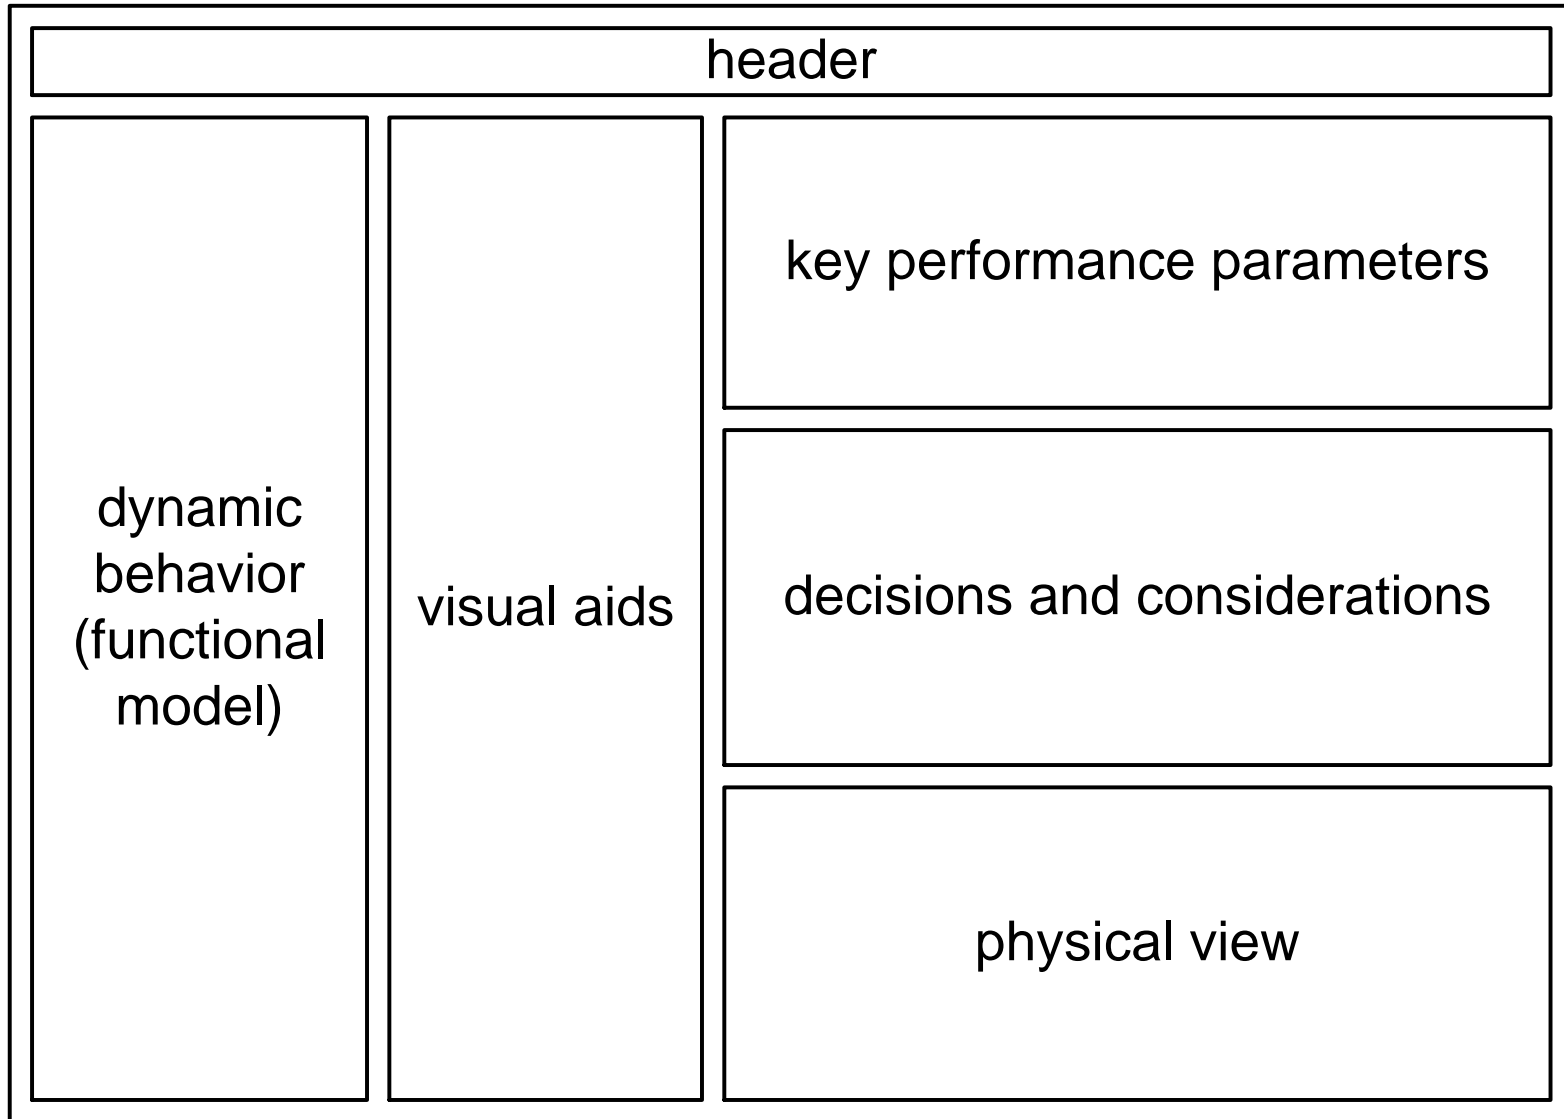 header
dynamic
behavior
(functional
model)
visual aids
key performance parameters
decisions and considerations
physical view